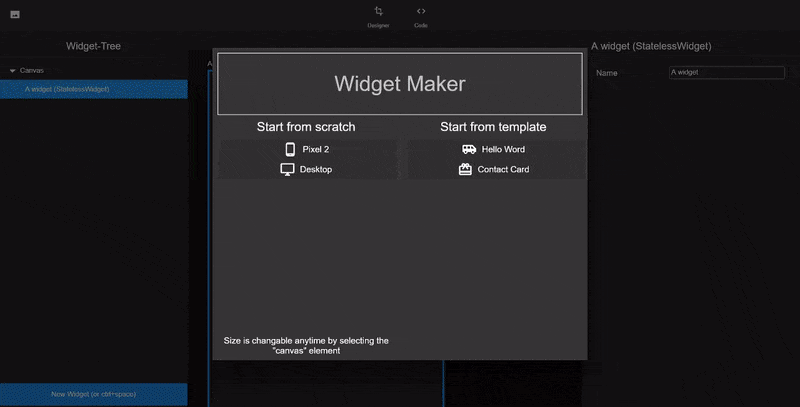 Designer
Code
Widget-Tree
Canvas
A widget (StatelessWidget)
New Widget (or ctrl+space)
A
Widget Maker
Start from scratch
Pixel 2
Desktop
Start from template
Hello Word
Contact Card
Size is changable anytime by selecting the
"canvas" element
A widget (StatelessWidget)
Name
A widget